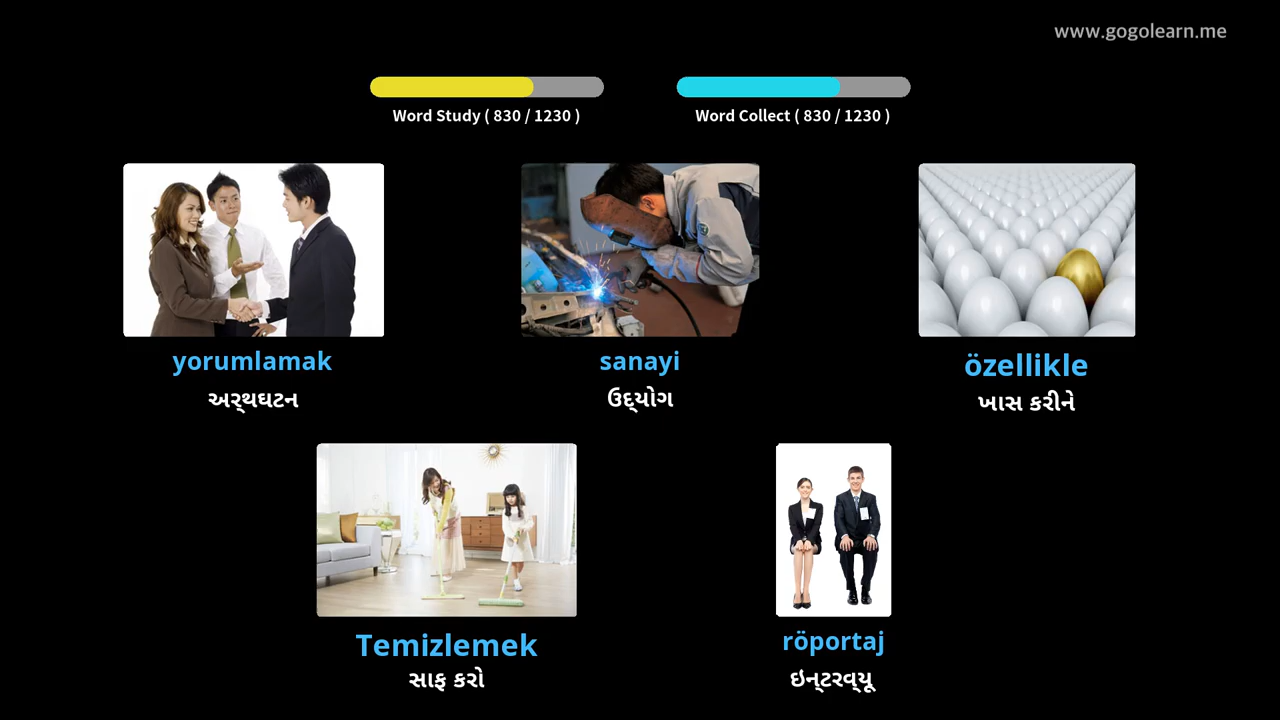 www.gogolearn.me
Word Study ( 830 / 1230 )
Word Collect ( 830 / 1230 )
yorumlamak
અર્થઘટન
sanayi
ઉદ્યોગ
özellikle
ખાસ કરીને
Temizlemek
સાફ કરો
röportaj
ઇન્ટરવ્યૂ